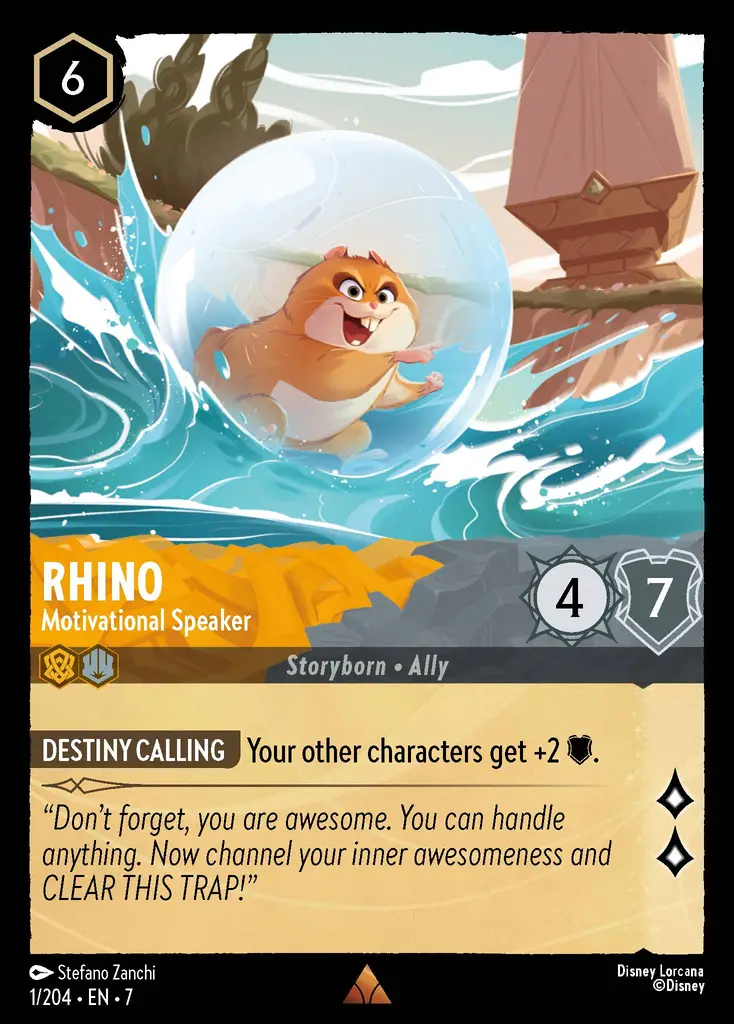 6
RHINO
Motivational Speaker
4
7
Storyborn • Ally
DESTINY CALLING Your other characters get +2 .
“Don’t forget, you are awesome. You can handle
anything. Now channel your inner awesomeness and
CLEAR THIS TRAP!”
Stefano Zanchi
1/204 • EN • 7
Disney Lorcana
©Disney